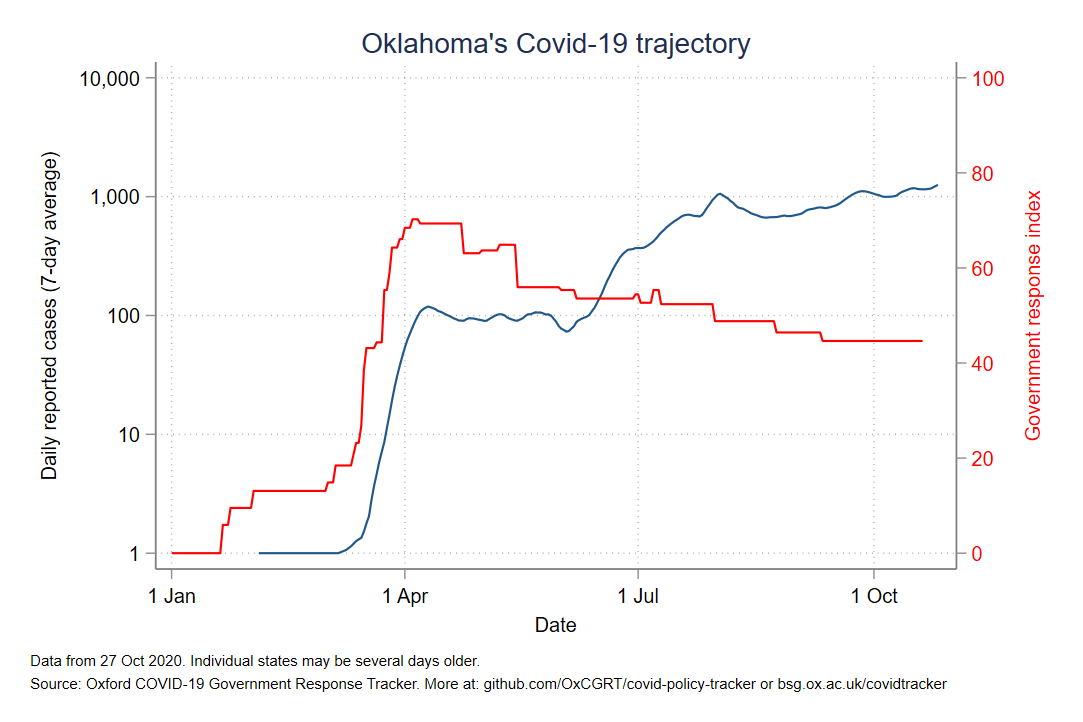 Oklahoma's Covid-19 trajectory
10,000
1,000
100
10
1
Daily reported cases (7-day average)
100
80
60
40
20
0
Government response index
1 Jan
1 Apr
1 Jul
1 Oct
Date
Data from 27 Oct 2020. Individual states may be several days older.
Source: Oxford COVID-19 Government Response Tracker. More at: github.com/OxCGRT/covid-policy-tracker or bsg.ox.ac.uk/covidtracker